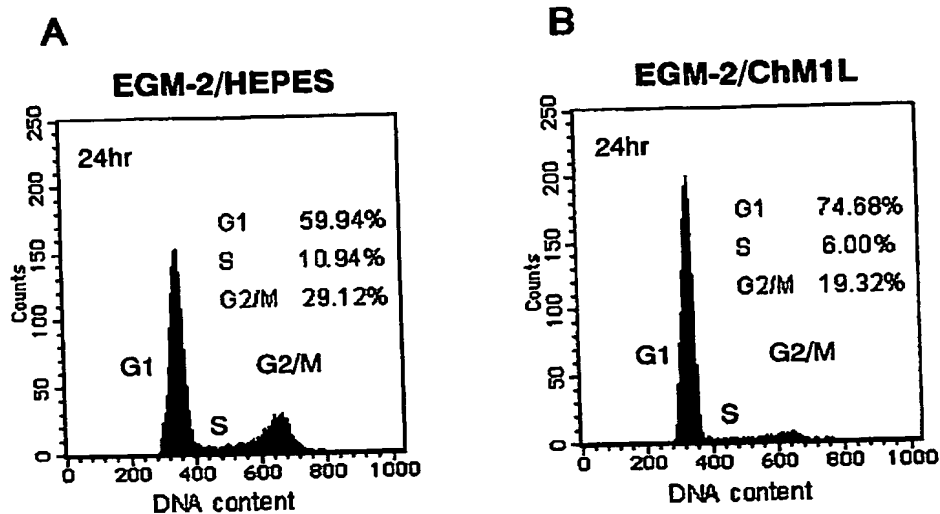 A
EGM-2/HEPES
24hr
G1 59.94%
S 10.94%
G2/M 29.12%
G1
S
G2/M
Counts
0
50
100
150
200
250
0 200 400 600 800 1000
DNA content
B
EGM-2/ChM1L
24hr
G1 74.68%
S 6.00%
G2/M 19.32%
G1
S
G2/M
Counts
0
50
100
150
200
250
0 200 400 600 800 1000
DNA content